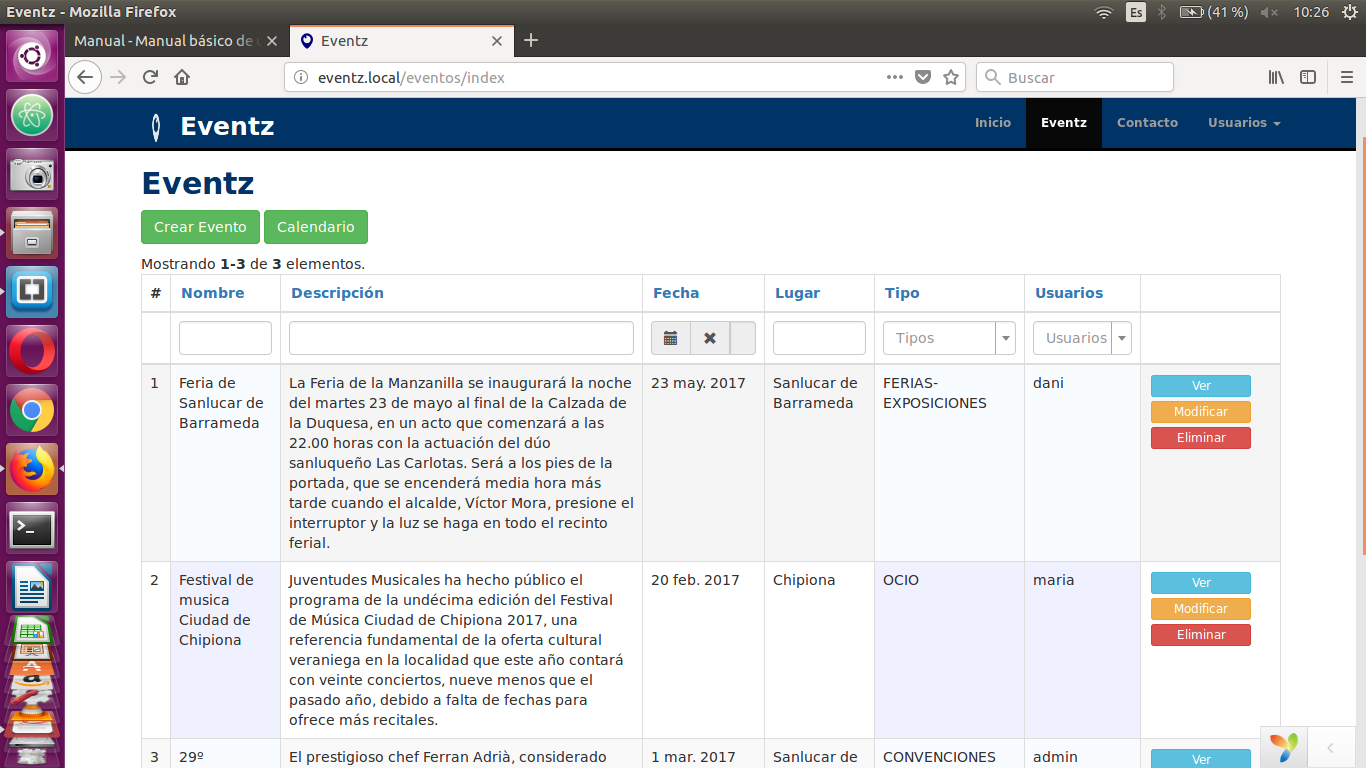 Eventz - Mozilla Firefox
Es
(41 %)
10:26
Manual - Manual básico de
Eventz
eventz.local/eventos/index
Buscar
Eventz
Inicio
Eventz
Contacto
Usuarios
Eventz
Crear Evento
Calendario
Mostrando 1-3 de 3 elementos.
# Nombre Descripción Fecha Lugar Tipo Usuarios
Tipos
Usuarios
1
Feria de
Sanlucar de
Barrameda
La Feria de la Manzanilla se inaugurará la noche
del martes 23 de mayo al final de la Calzada de
la Duquesa, en un acto que comenzará a las
22.00 horas con la actuación del dúo
sanluqueño Las Carlotas. Será a los pies de la
portada, que se encenderá media hora más
tarde cuando el alcalde, Víctor Mora, presione el
interruptor y la luz se haga en todo el recinto
ferial.
23 may. 2017
Sanlucar de
Barrameda
FERIAS-
EXPOSICIONES
dani
Ver
Modificar
Eliminar
2
Festival de
musica
Ciudad de
Chipiona
Juventudes Musicales ha hecho público el
programa de la undécima edición del Festival
de Música Ciudad de Chipiona 2017, una
referencia fundamental de la oferta cultural
veraniega en la localidad que este año contará
con veinte conciertos, nueve menos que el
pasado año, debido a falta de fechas para
ofrece más recitales.
20 feb. 2017
Chipiona
OCIO
maria
Ver
Modificar
Eliminar
3
29º
El prestigioso chef Ferran Adrià, considerado
1 mar. 2017
Sanlucar de
CONVENCIONES
admin
Ver